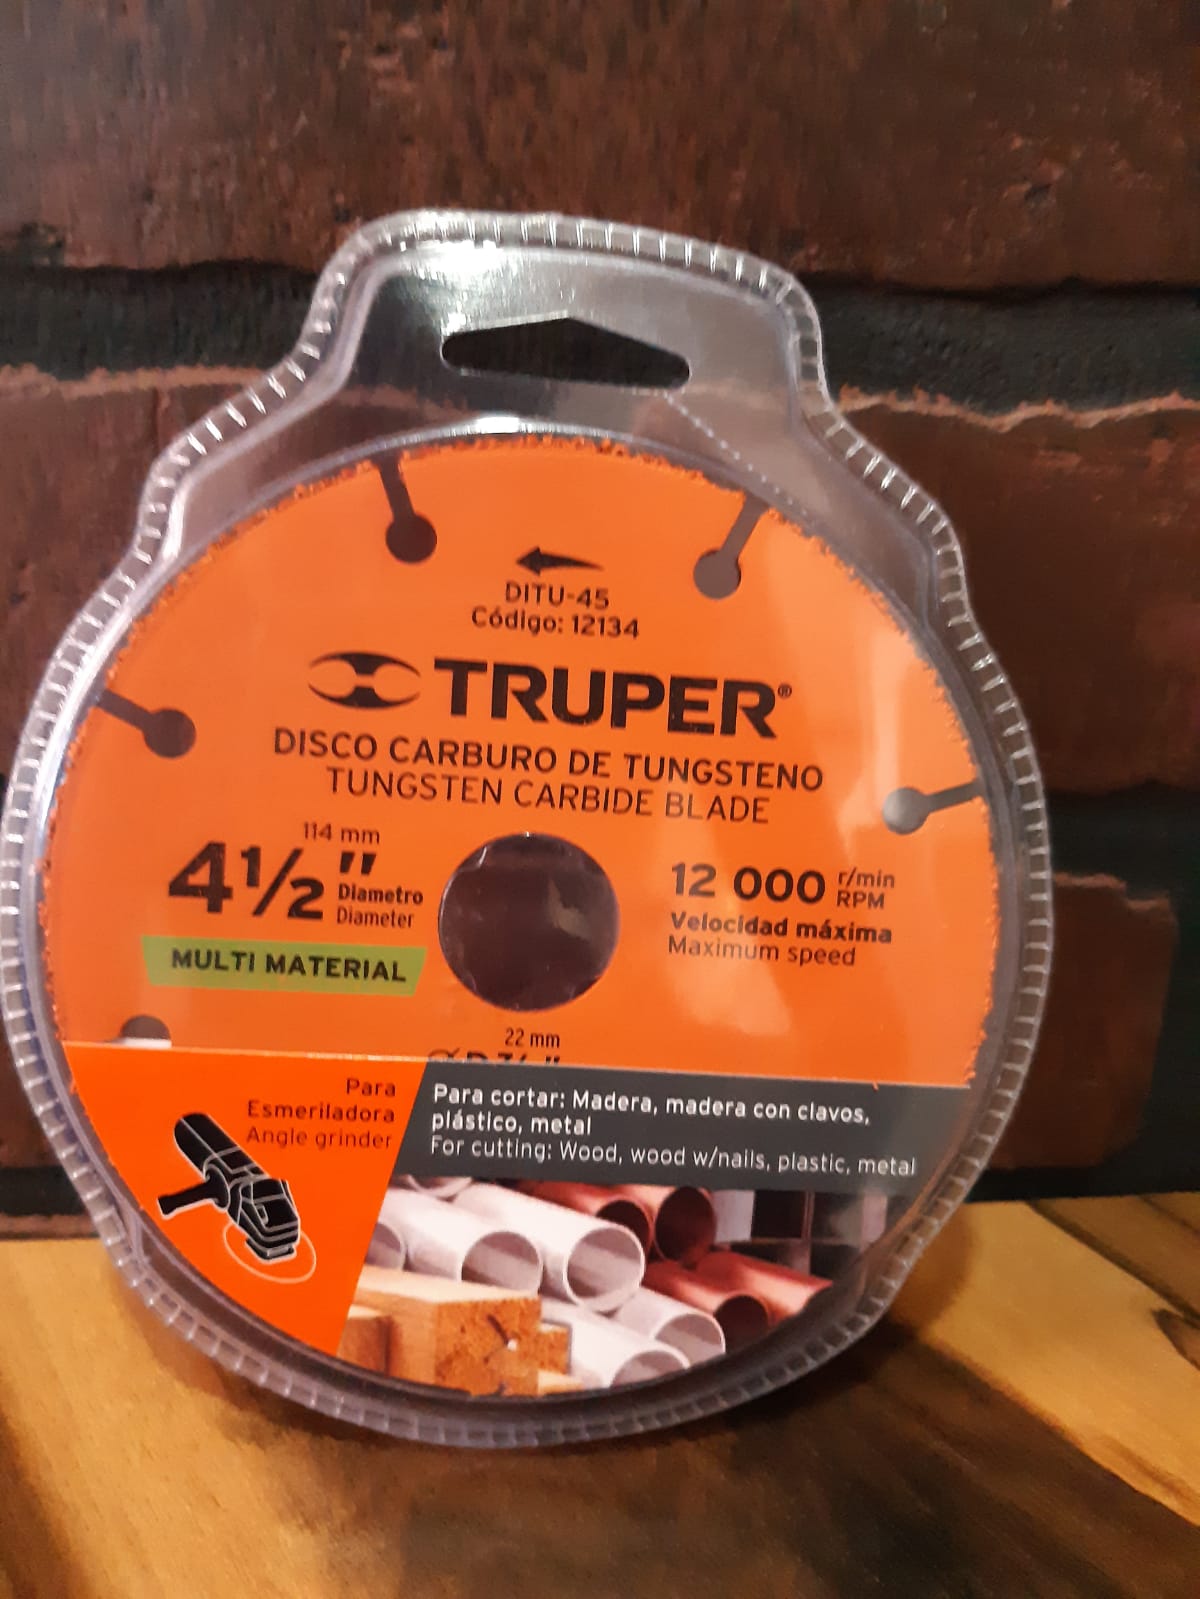 DITU-45
Código: 12134
TRUPER®
DISCO CARBURO DE TUNGSTENO
TUNGSTEN CARBIDE BLADE
114 mm
4 1/2"
Diametro
Diameter
MULTI MATERIAL
12 000 r/min
RPM
Velocidad máxima
Maximum speed
22 mm
Para
Esmeriladora
Angle grinder
Para cortar: Madera, madera con clavos,
plástico, metal
For cutting: Wood, wood w/nails, plastic, metal